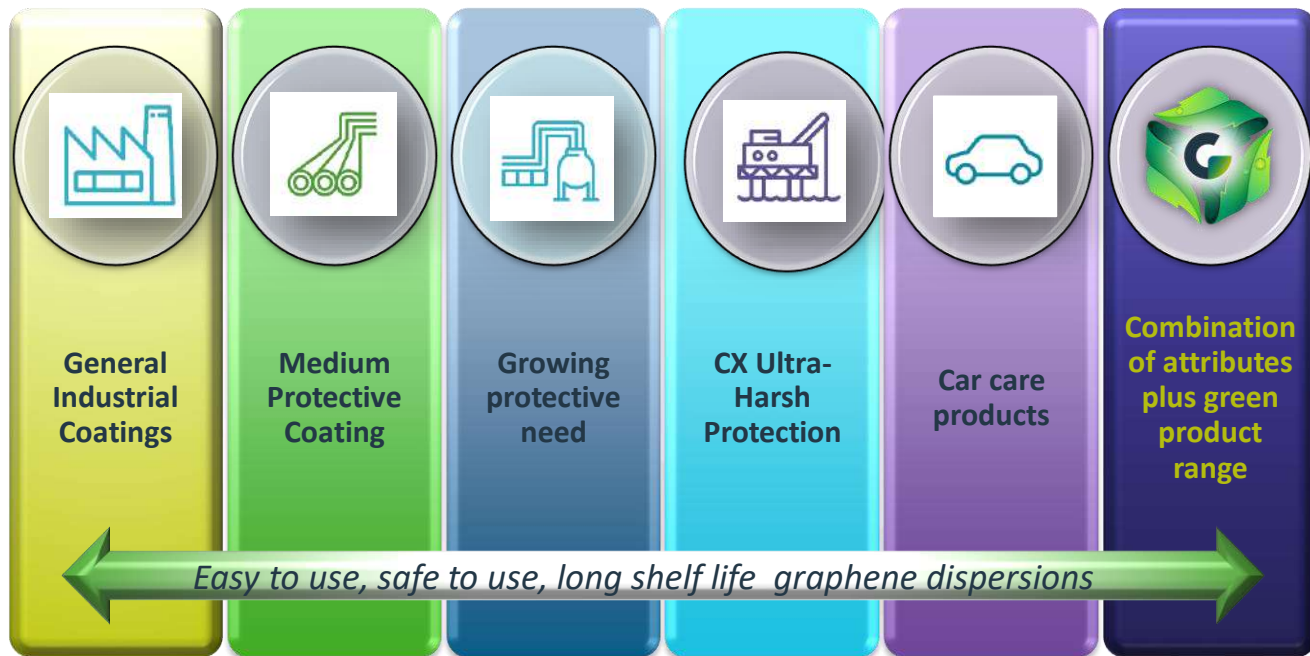 General
Industrial
Coatings
Medium
Protective
Coating
Growing
protective
need
CX Ultra-
Harsh
Protection
Car care
products
G
Combination
of attributes
plus green
product
range
Easy to use, safe to use, long shelf life graphene dispersions